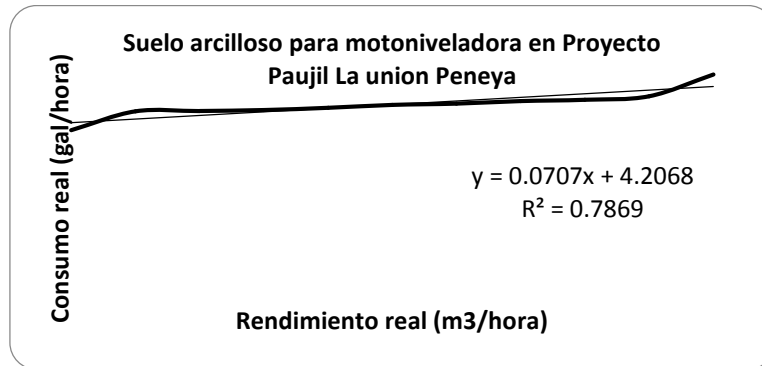 Suelo arcilloso para motoniveladora en Proyecto
Paujil La union Peneya
Consumo real (gal/hora)
y = 0.0707x + 4.2068
R² = 0.7869
Rendimiento real (m3/hora)